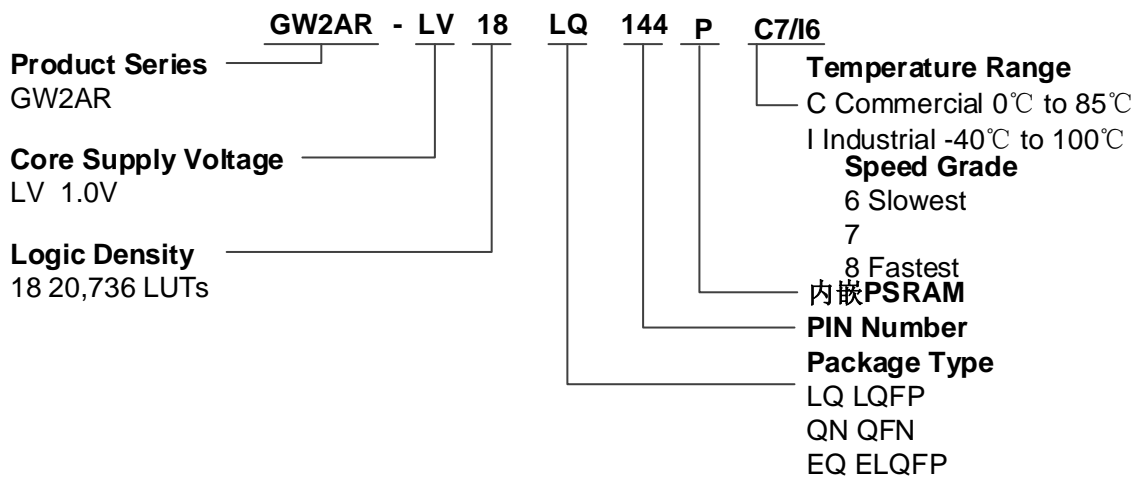 GW2AR - LV 18 LQ 144 P C7/I6
Product Series
GW2AR
Core Supply Voltage
LV 1.0V
Logic Density
18 20,736 LUTs
Temperature Range
C Commercial 0℃ to 85℃
I Industrial -40℃ to 100℃
Speed Grade
6 Slowest
7
8 Fastest
内嵌PSRAM
PIN Number
Package Type
LQ LQFP
QN QFN
EQ ELQFP